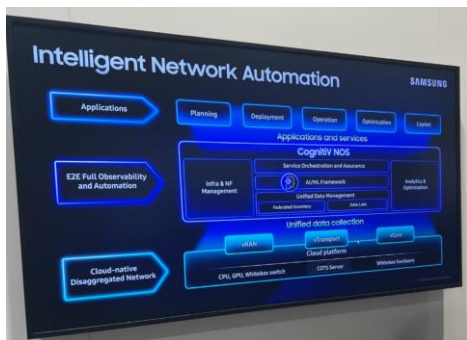 Intelligent Network Automation
SAMSUNG
Applications
Planning
Deployment
Operation
Optimization
Copilot
Applications and services
CognitiV NOS
E2E Full Observability
and Automation
Infra & NF
Management
Service Orchestration and Assurance
AI/ML Framework
Unified Data Management
Federated Inventory
Data Lake
Analytics &
Optimization
Unified data collection
vRAN
vTransport
vCore
Cloud platform
Cloud-native
Disaggregated Network
CPU, GPU, Whitebox switch
COTS Server
Whitebox hardware